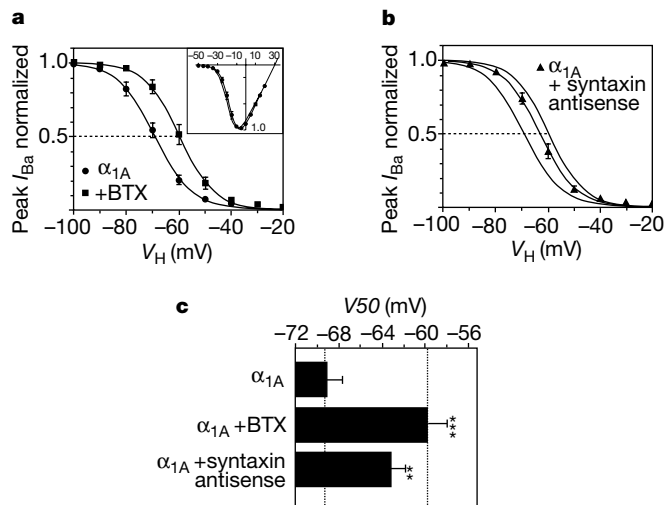 a
Peak I_Ba normalized
1.0
0.5
−50 −30 −10 10 30
1.0
α1A
+BTX
−100 −80 −60 −40 −20
V_H (mV)
b
Peak I_Ba normalized
1.0
0.5
α1A
+ syntaxin
antisense
−100 −80 −60 −40 −20
V_H (mV)
c
V50 (mV)
−72 −68 −64 −60 −56
α1A
α1A +BTX
***
α1A +syntaxin
antisense
**